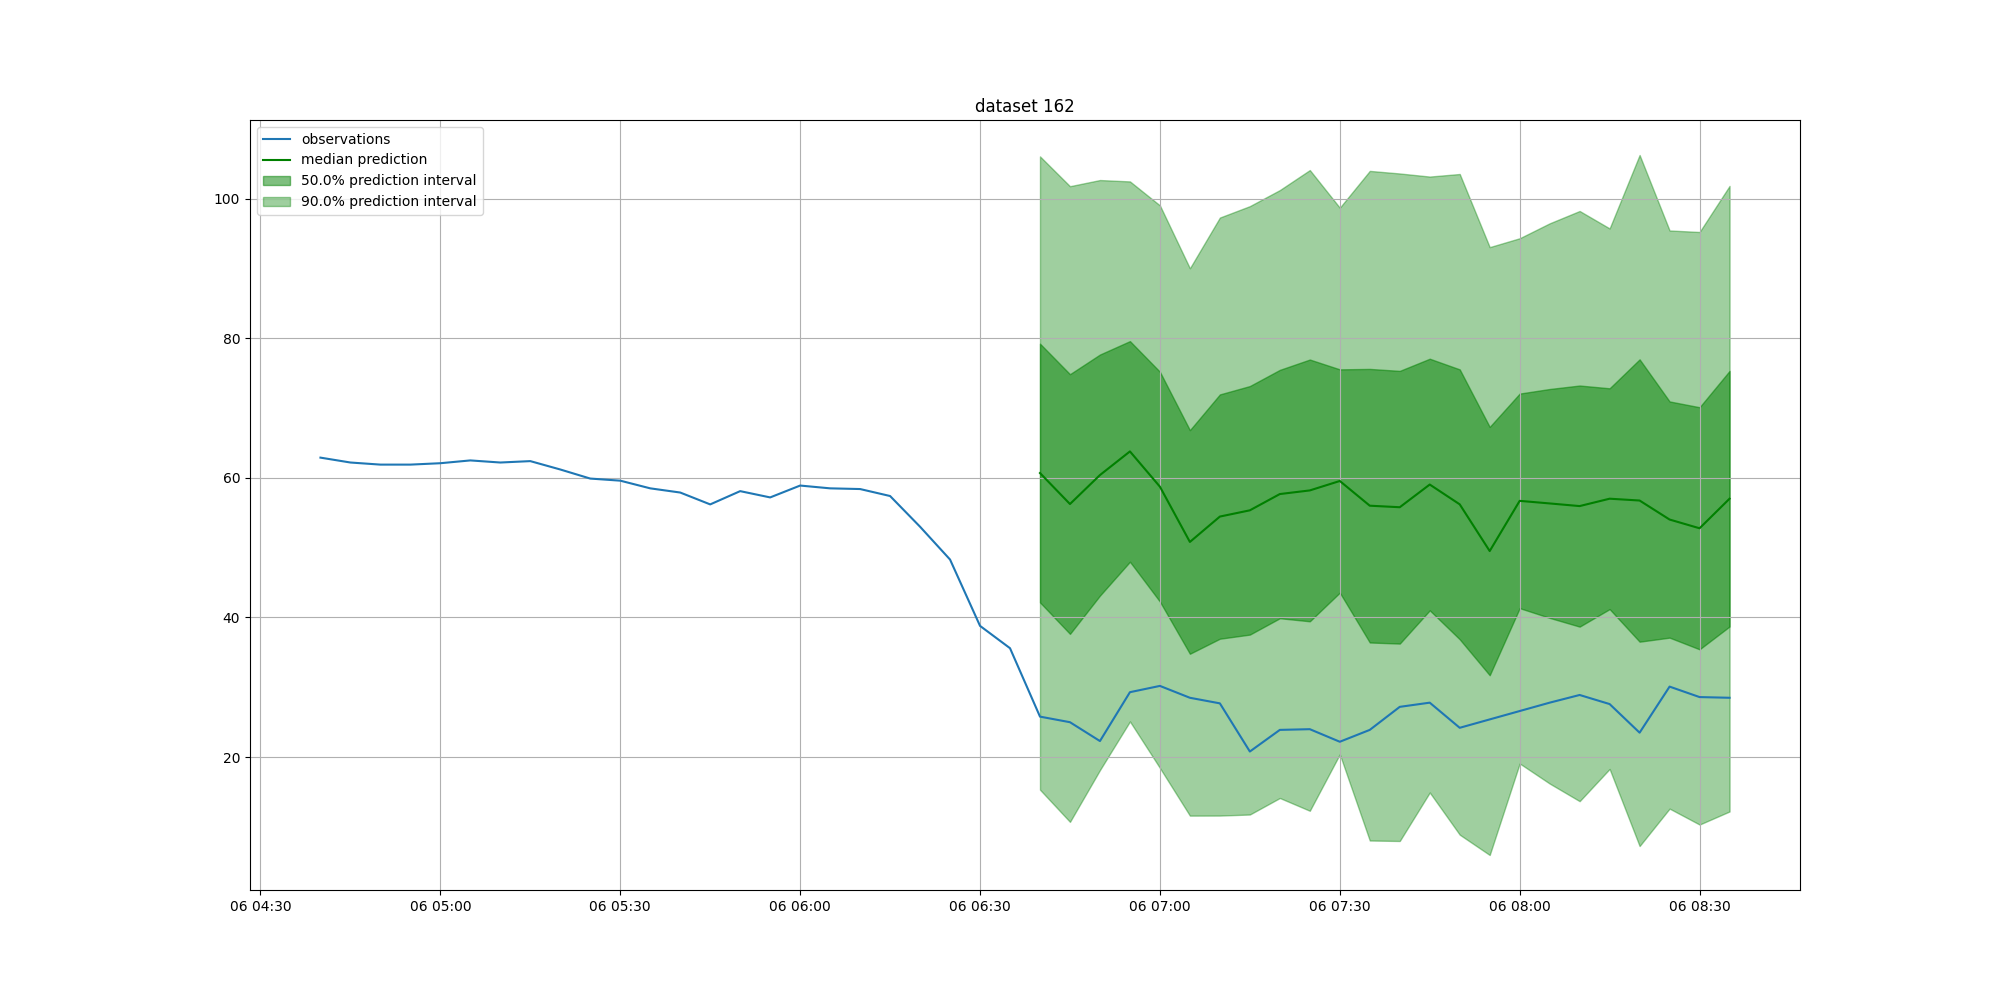 dataset 162
observations
median prediction
50.0% prediction interval
90.0% prediction interval
100
80
60
40
20
06 04:30 06 05:00 06 05:30 06 06:00 06 06:30 06 07:00 06 07:30 06 08:00 06 08:30